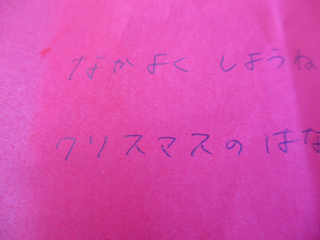 なかよく しようね
クリスマスの はな